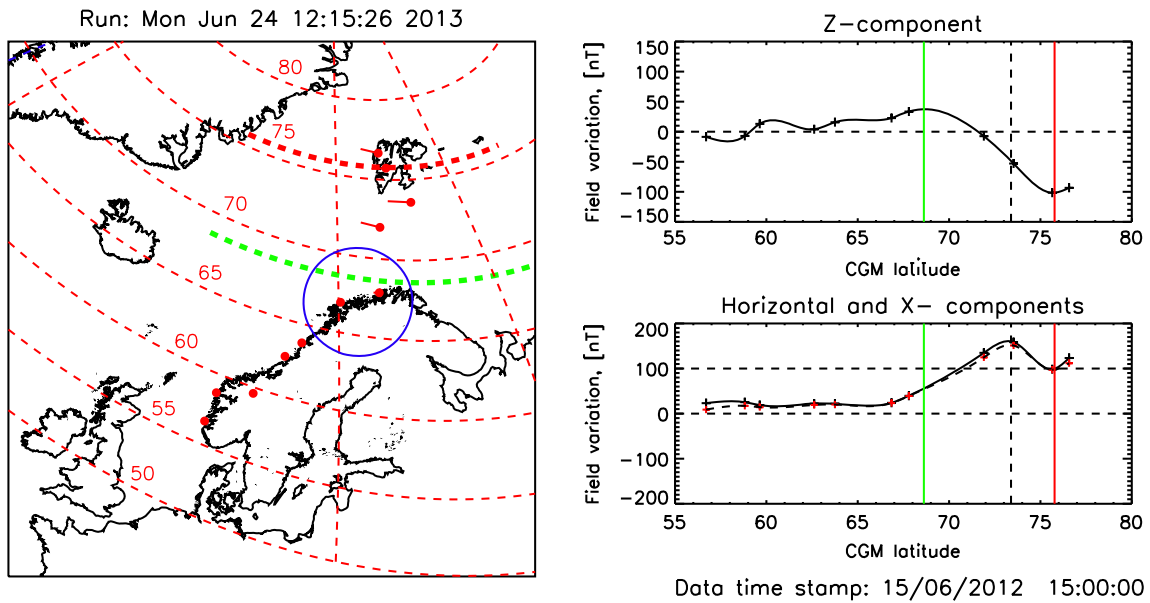 Run: Mon Jun 24 12:15:26 2013
80
75
70
65
60
55
50
Z-component
Field variation, [nT]
150
100
50
0
-50
-100
-150
55 60 65 70 75 80
CGM latitude
Horizontal and X- components
Field variation, [nT]
200
100
0
-100
-200
55 60 65 70 75 80
CGM latitude
Data time stamp: 15/06/2012 15:00:00